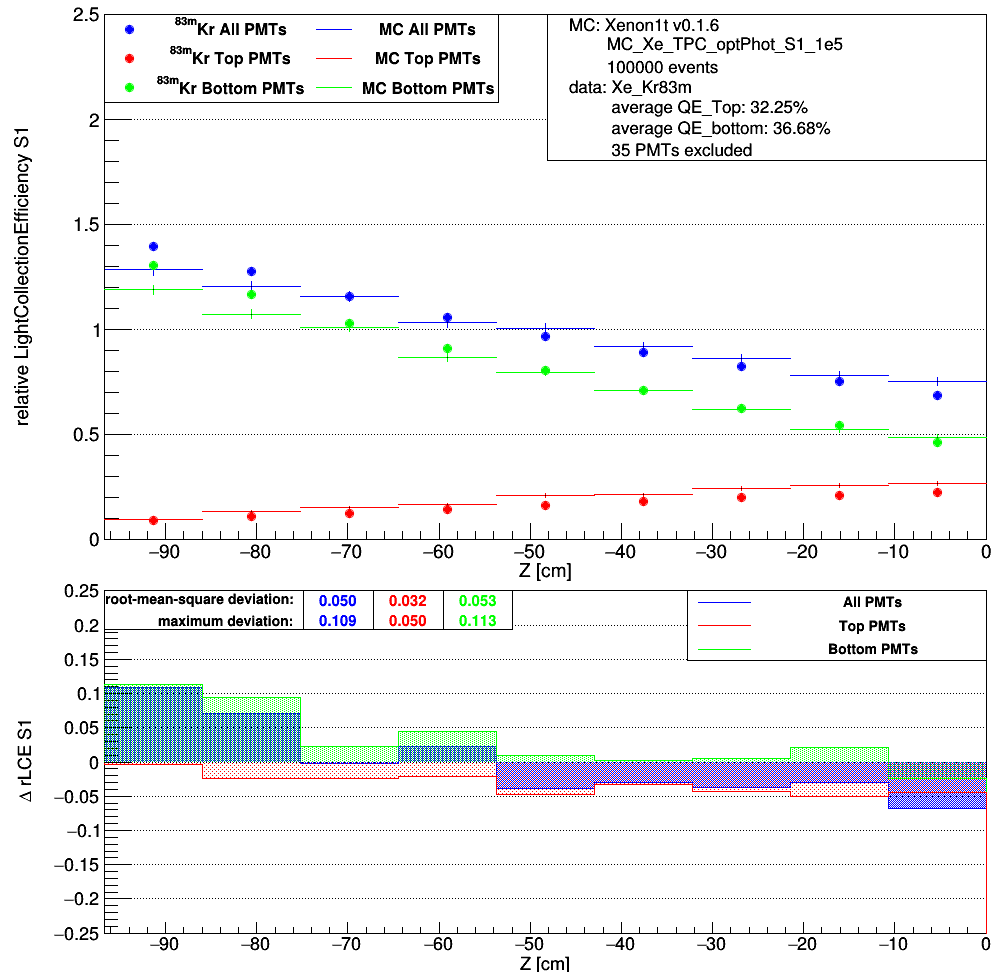 2.5
2
1.5
1
0.5
0
relative LightCollectionEfficiency S1
83mKr All PMTs
MC All PMTs
83mKr Top PMTs
MC Top PMTs
83mKr Bottom PMTs
MC Bottom PMTs
MC: Xenon1t v0.1.6
MC_Xe_TPC_optPhot_S1_1e5
100000 events
data: Xe_Kr83m
average QE_Top: 32.25%
average QE_bottom: 36.68%
35 PMTs excluded
−90 −80 −70 −60 −50 −40 −30 −20 −10 0
Z [cm]
0.25
0.2
0.15
0.1
0.05
0
−0.05
−0.1
−0.15
−0.2
−0.25
Δ rLCE S1
root-mean-square deviation: 0.050 0.032 0.053
maximum deviation: 0.109 0.050 0.113
All PMTs
Top PMTs
Bottom PMTs
−90 −80 −70 −60 −50 −40 −30 −20 −10 0
Z [cm]